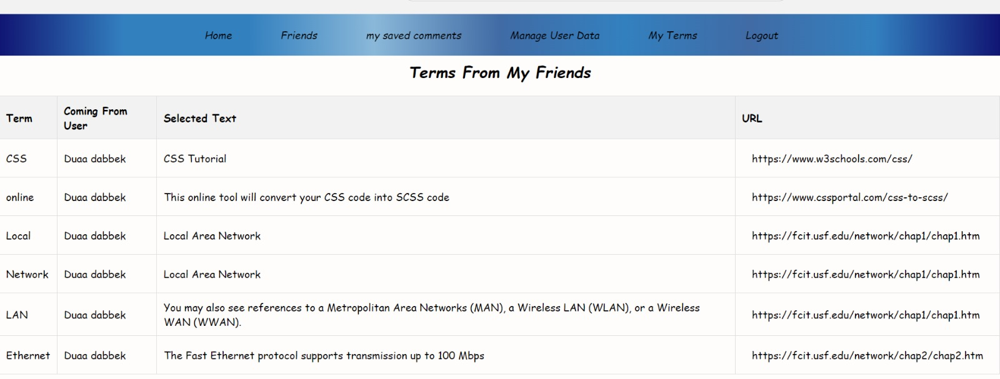 Home Friends my saved comments Manage User Data My Terms Logout
Terms From My Friends
Term Coming From User Selected Text URL
CSS Duaa dabbek CSS Tutorial https://www.w3schools.com/css/
online Duaa dabbek This online tool will convert your CSS code into SCSS code https://www.cssportal.com/css-to-scss/
Local Duaa dabbek Local Area Network https://fcit.usf.edu/network/chap1/chap1.htm
Network Duaa dabbek Local Area Network https://fcit.usf.edu/network/chap1/chap1.htm
LAN Duaa dabbek You may also see references to a Metropolitan Area Networks (MAN), a Wireless LAN (WLAN), or a Wireless WAN (WWAN). https://fcit.usf.edu/network/chap1/chap1.htm
Ethernet Duaa dabbek The Fast Ethernet protocol supports transmission up to 100 Mbps https://fcit.usf.edu/network/chap2/chap2.htm